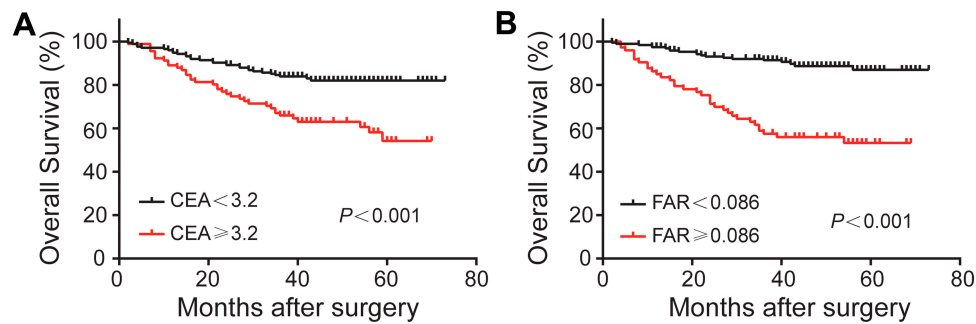 A
Overall Survival (%)
100
80
60
40
20
0
CEA<3.2
CEA⩾3.2
P<0.001
0 20 40 60 80
Months after surgery
B
Overall Survival (%)
100
80
60
40
20
0
FAR<0.086
FAR⩾0.086
P<0.001
0 20 40 60 80
Months after surgery